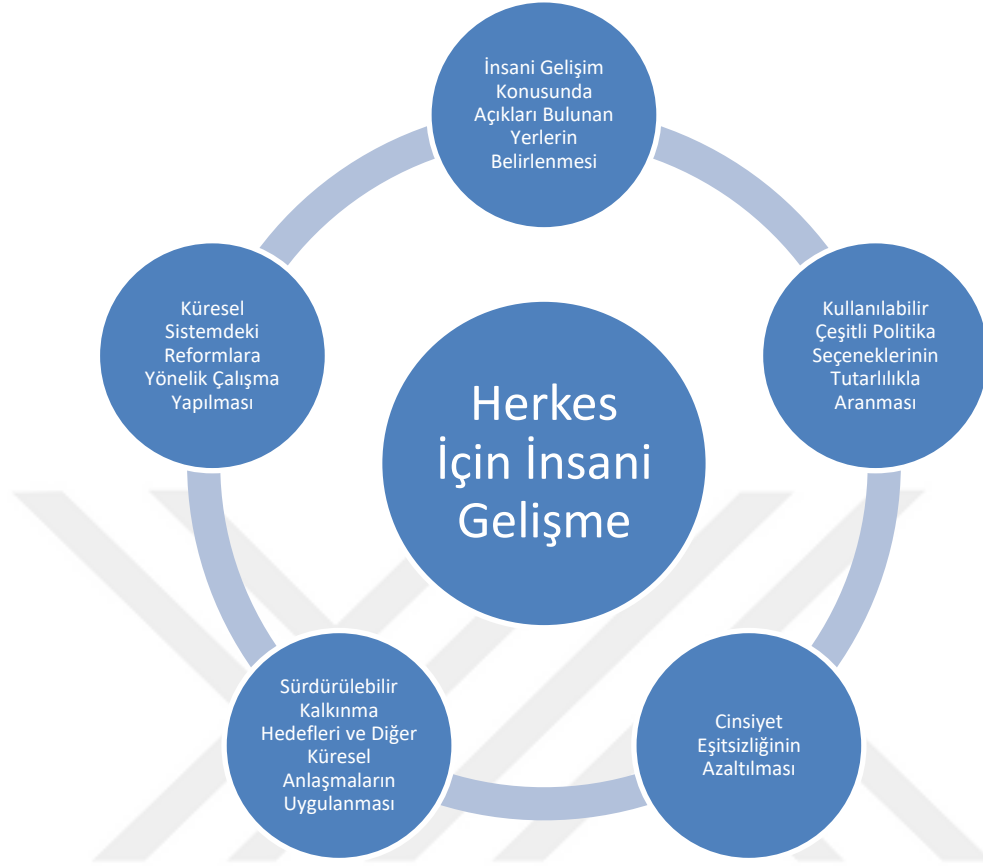 İnsani Gelişim
Konusunda
Açıkları Bulunan
Yerlerin
Belirlenmesi
Kullanılabilir
Çeşitli Politika
Seçeneklerinin
Tutarlılıkla
Aranması
Cinsiyet
Eşitsizliğinin
Azaltılması
Sürdürülebilir
Kalkınma
Hedefleri ve Diğer
Küresel
Anlaşmaların
Uygulanması
Küresel
Sistemdeki
Reformlara
Yönelik Çalışma
Yapılması
Herkes
İçin İnsani
Gelişme